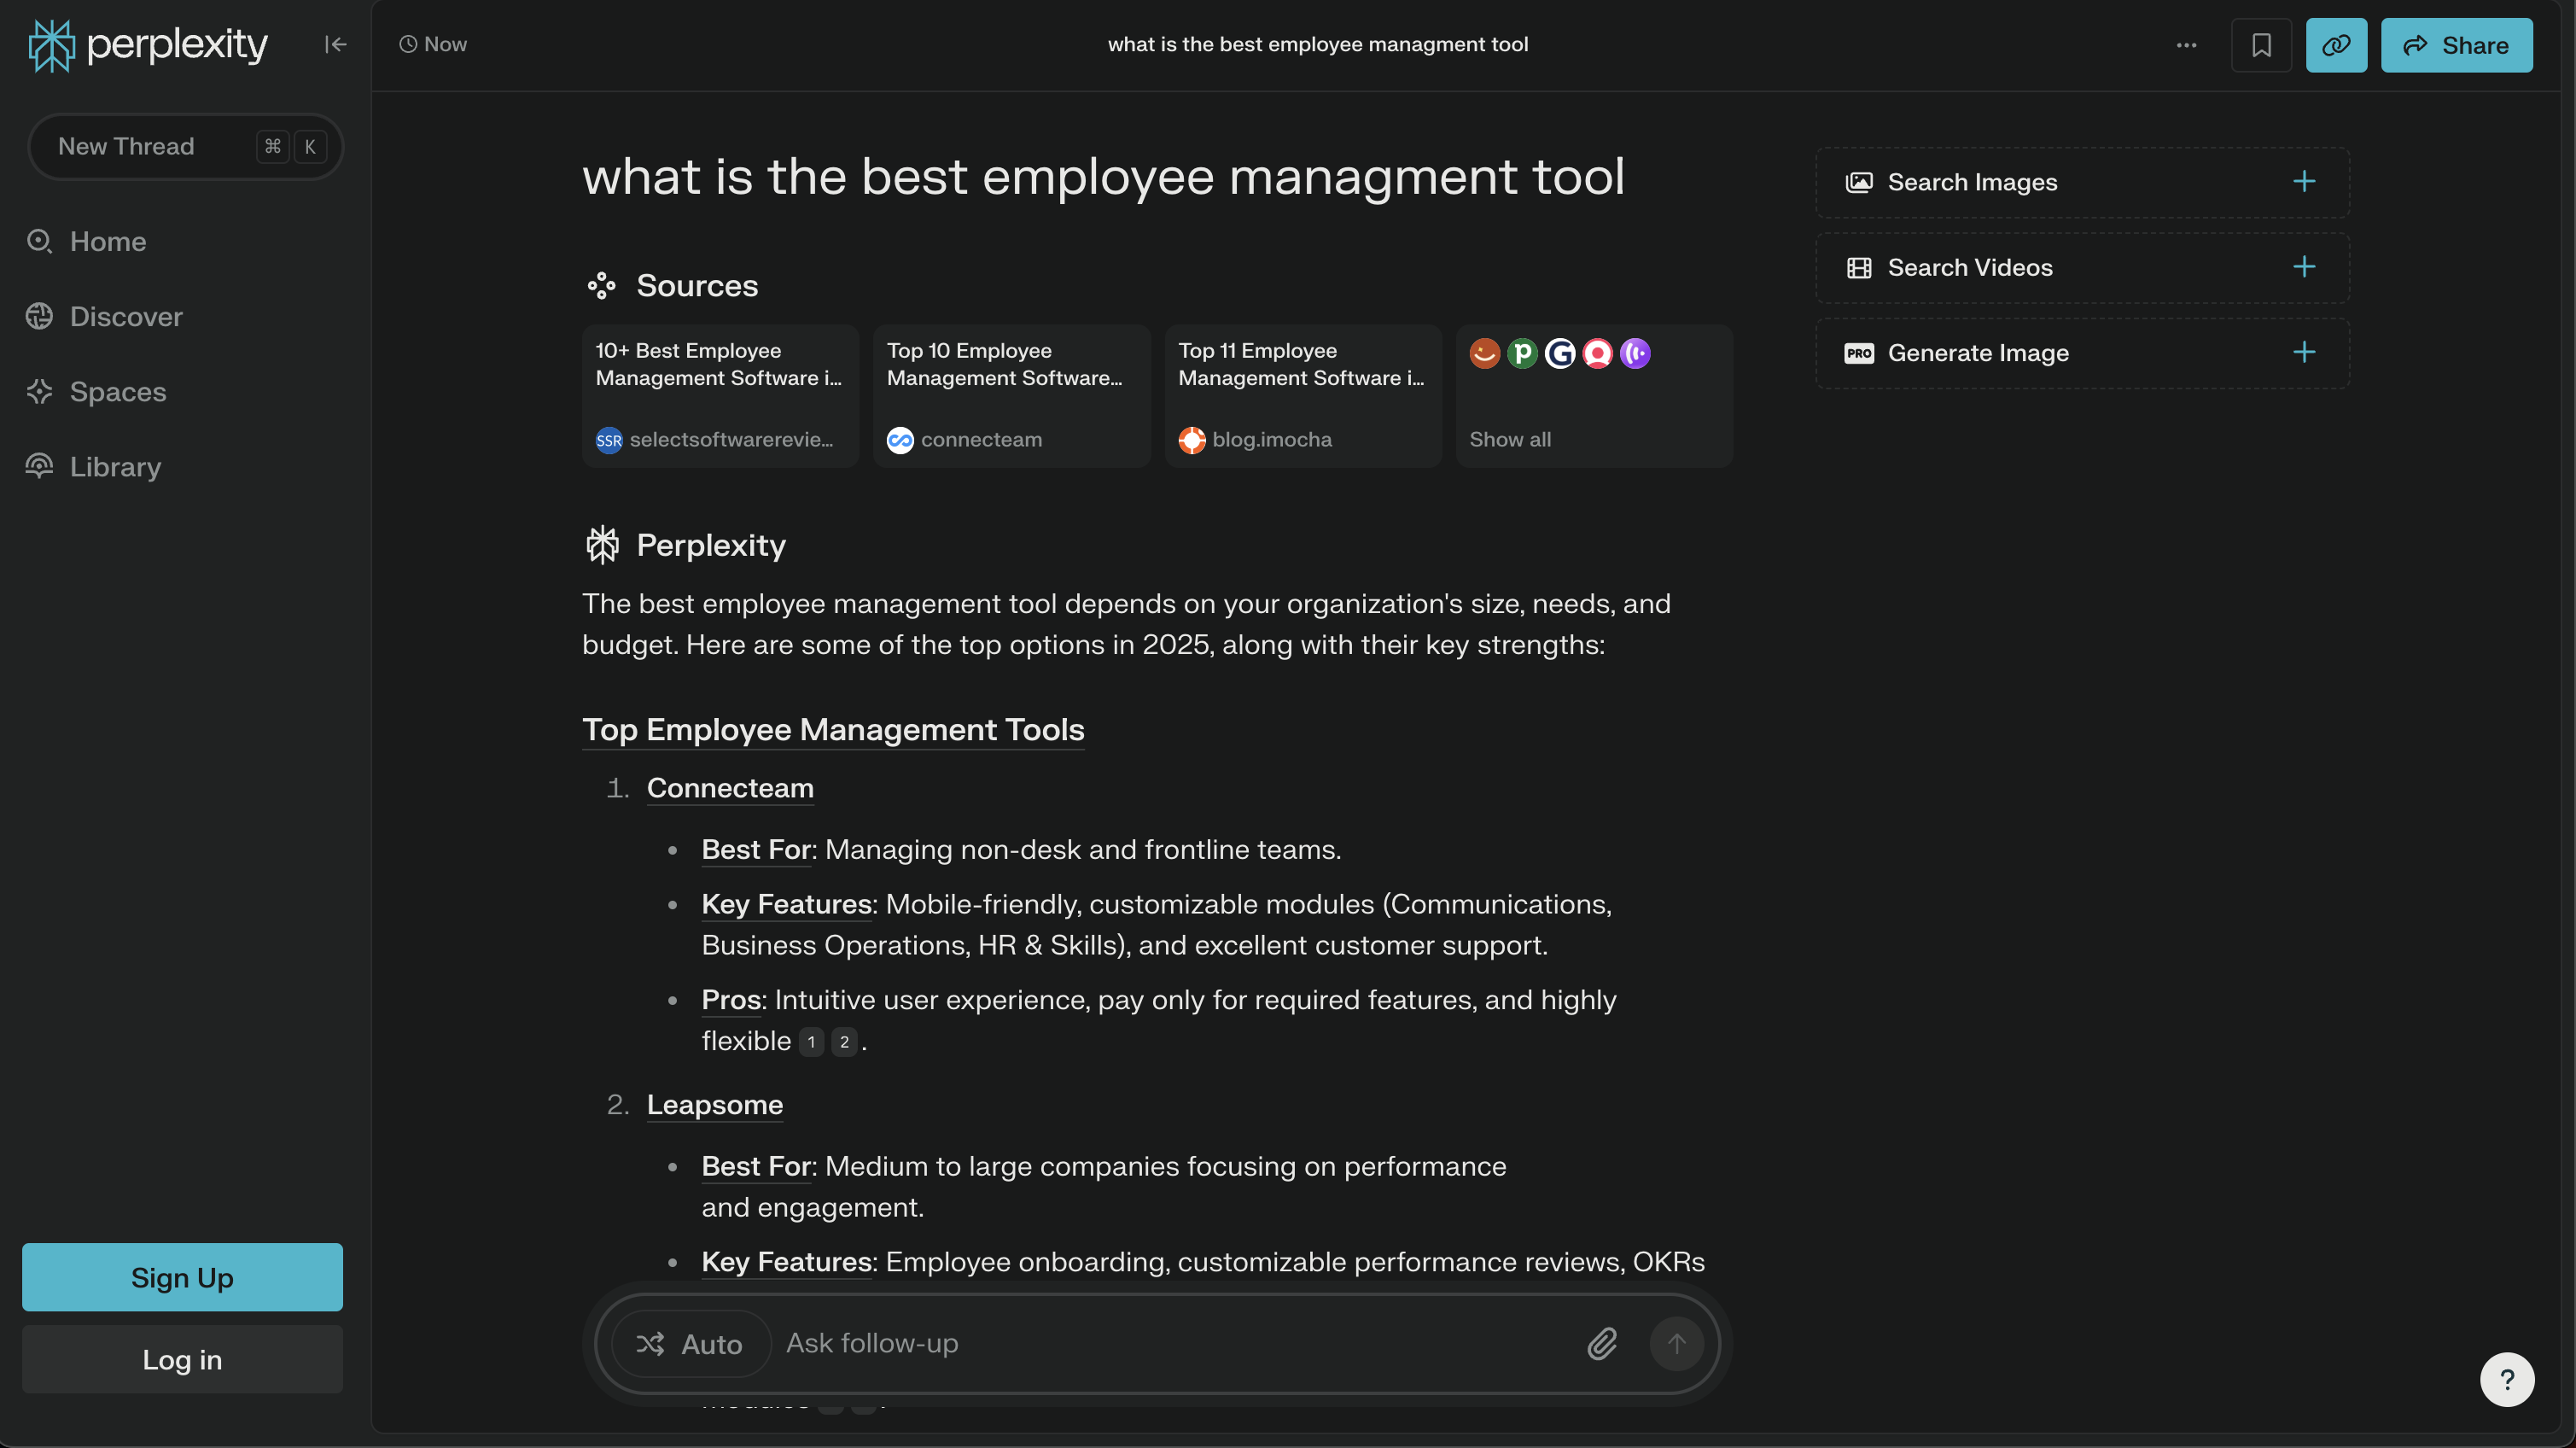 perplexity
New Thread ⌘ K
Home
Discover
Spaces
Library
Sign Up
Log in
Now
what is the best employee managment tool
Share
what is the best employee managment tool
Sources
10+ Best Employee
Management Software i...
SSR selectsoftwarerevie...
Top 10 Employee
Management Software...
connecteam
Top 11 Employee
Management Software i...
blog.imocha
p G
Show all
Perplexity
The best employee management tool depends on your organization's size, needs, and
budget. Here are some of the top options in 2025, along with their key strengths:
Top Employee Management Tools
1. Connecteam
• Best For: Managing non-desk and frontline teams.
• Key Features: Mobile-friendly, customizable modules (Communications,
Business Operations, HR & Skills), and excellent customer support.
• Pros: Intuitive user experience, pay only for required features, and highly
flexible 1 2 .
2. Leapsome
• Best For: Medium to large companies focusing on performance
and engagement.
• Key Features: Employee onboarding, customizable performance reviews, OKRs
Auto Ask follow-up
Search Images
Search Videos
PRO Generate Image
?